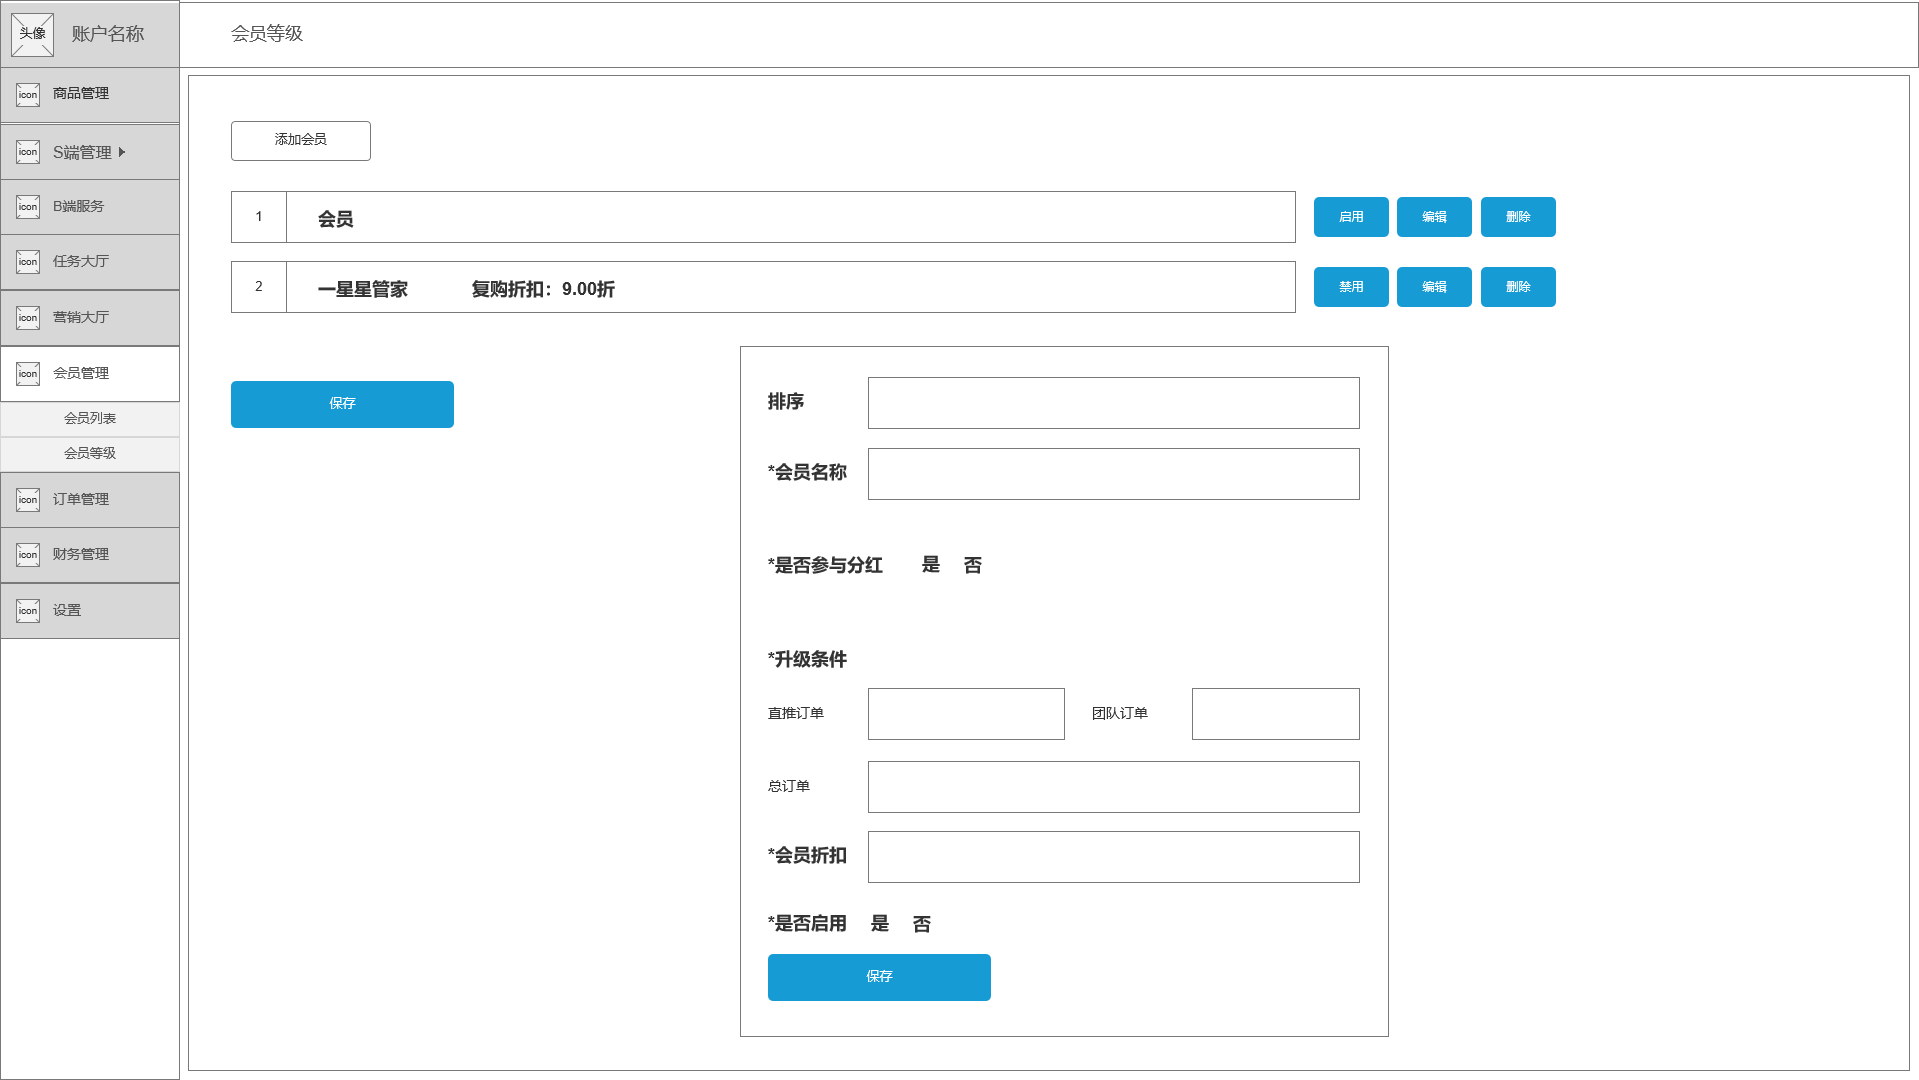 头像
账户名称
会员等级
icon
商品管理
icon
S端管理
icon
B端服务
icon
任务大厅
icon
营销大厅
icon
会员管理
会员列表
会员等级
icon
订单管理
icon
财务管理
icon
设置
添加会员
1
会员
启用
编辑
删除
2
一星星管家
复购折扣：9.00折
禁用
编辑
删除
保存
排序
*会员名称
*是否参与分红
是
否
*升级条件
直推订单
团队订单
总订单
*会员折扣
*是否启用
是
否
保存